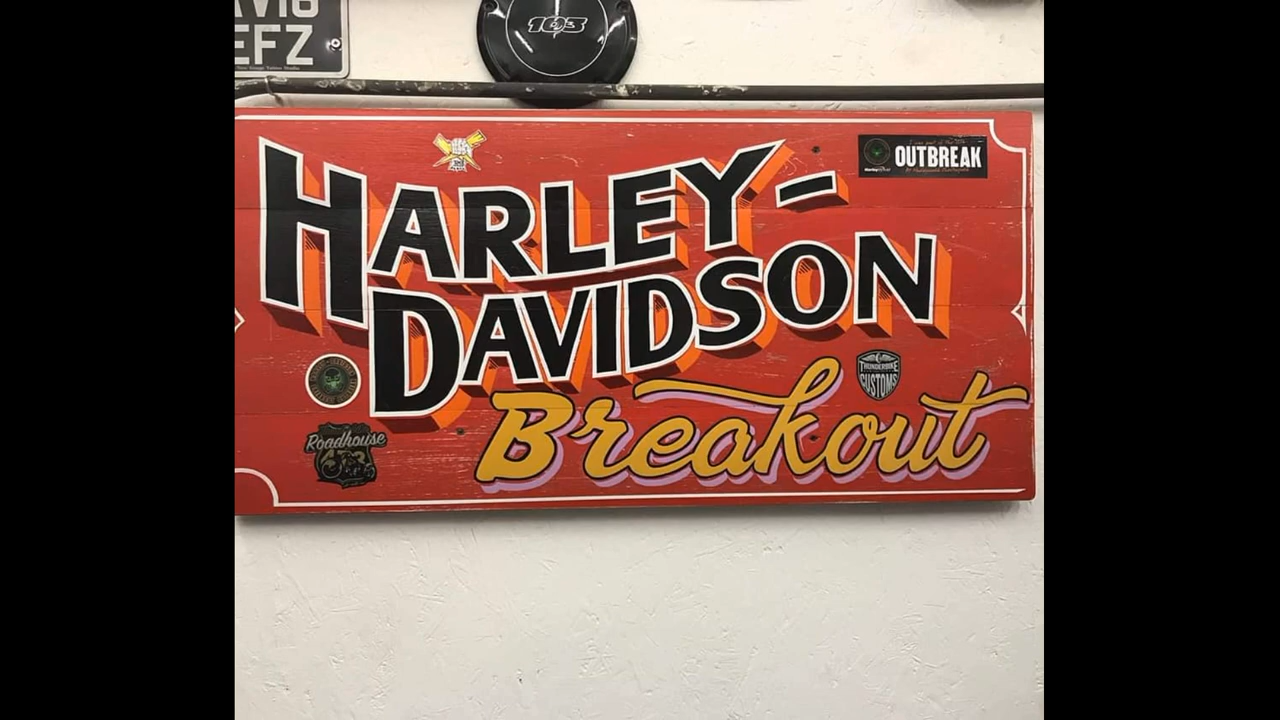 EFZ
103
OUTBREAK
HARLEY-
DAVIDSON
Breakout
THUNDERBIKE
CUSTOMS
Roadhouse